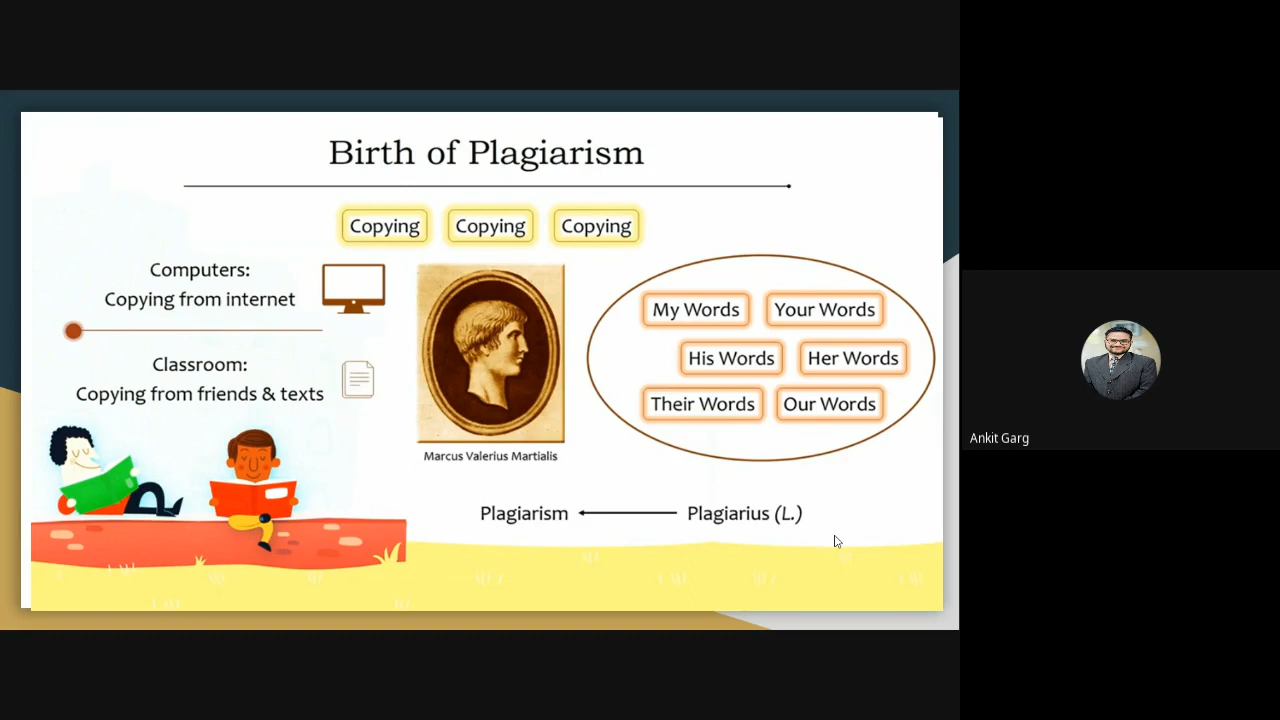 Birth of Plagiarism
Copying Copying Copying
Computers:
Copying from internet
Classroom:
Copying from friends & texts
Marcus Valerius Martialis
My Words Your Words
His Words Her Words
Their Words Our Words
Plagiarism Plagiarius (L.)
Ankit Garg